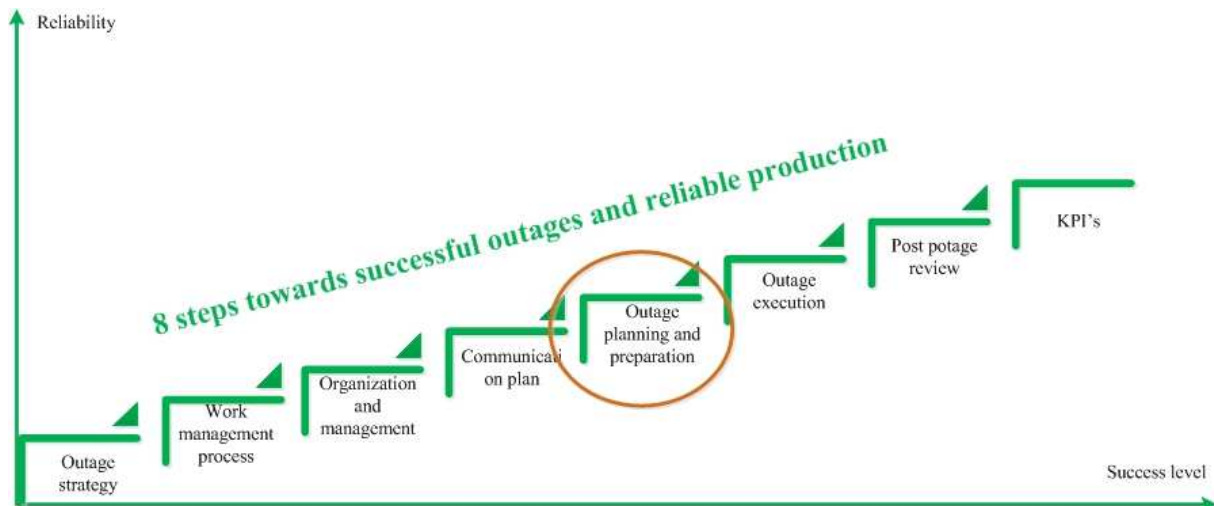 Reliability
8 steps towards successful outages and reliable production
Outage
strategy
Work
management
process
Organization
and
management
Communicati
on plan
Outage
planning and
preparation
Outage
execution
Post potage
review
KPI's
Success level